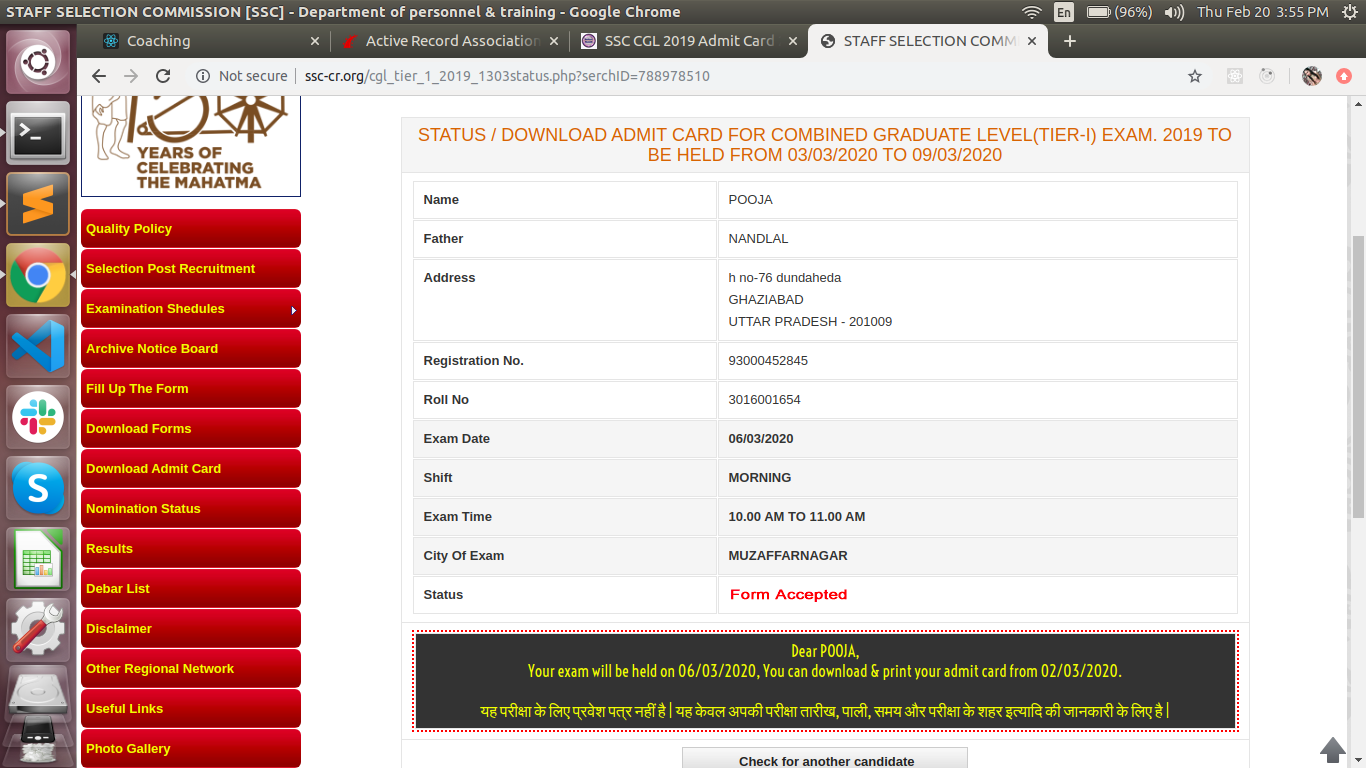 STAFF SELECTION COMMISSION [SSC] - Department of personnel & training - Google Chrome
En
(96%)
Thu Feb 20 3:55 PM
Coaching
Active Record Association
SSC CGL 2019 Admit Card
STAFF SELECTION COMM
Not secure
ssc-cr.org/cgl_tier_1_2019_1303status.php?serchID=788978510
YEARS OF
CELEBRATING
THE MAHATMA
Quality Policy
Selection Post Recruitment
Examination Shedules
Archive Notice Board
Fill Up The Form
Download Forms
Download Admit Card
Nomination Status
Results
Debar List
Disclaimer
Other Regional Network
Useful Links
Photo Gallery
STATUS / DOWNLOAD ADMIT CARD FOR COMBINED GRADUATE LEVEL(TIER-I) EXAM. 2019 TO
BE HELD FROM 03/03/2020 TO 09/03/2020
Name POOJA
Father NANDLAL
Address h no-76 dundaheda
GHAZIABAD
UTTAR PRADESH - 201009
Registration No. 93000452845
Roll No 3016001654
Exam Date 06/03/2020
Shift MORNING
Exam Time 10.00 AM TO 11.00 AM
City Of Exam MUZAFFARNAGAR
Status Form Accepted
Dear POOJA,
Your exam will be held on 06/03/2020, You can download & print your admit card from 02/03/2020.
यह परीक्षा के लिए प्रवेश पत्र नहीं है | यह केवल अपकी परीक्षा तारीख, पाली, समय और परीक्षा के शहर इत्यादि की जानकारी के लिए है |
Check for another candidate